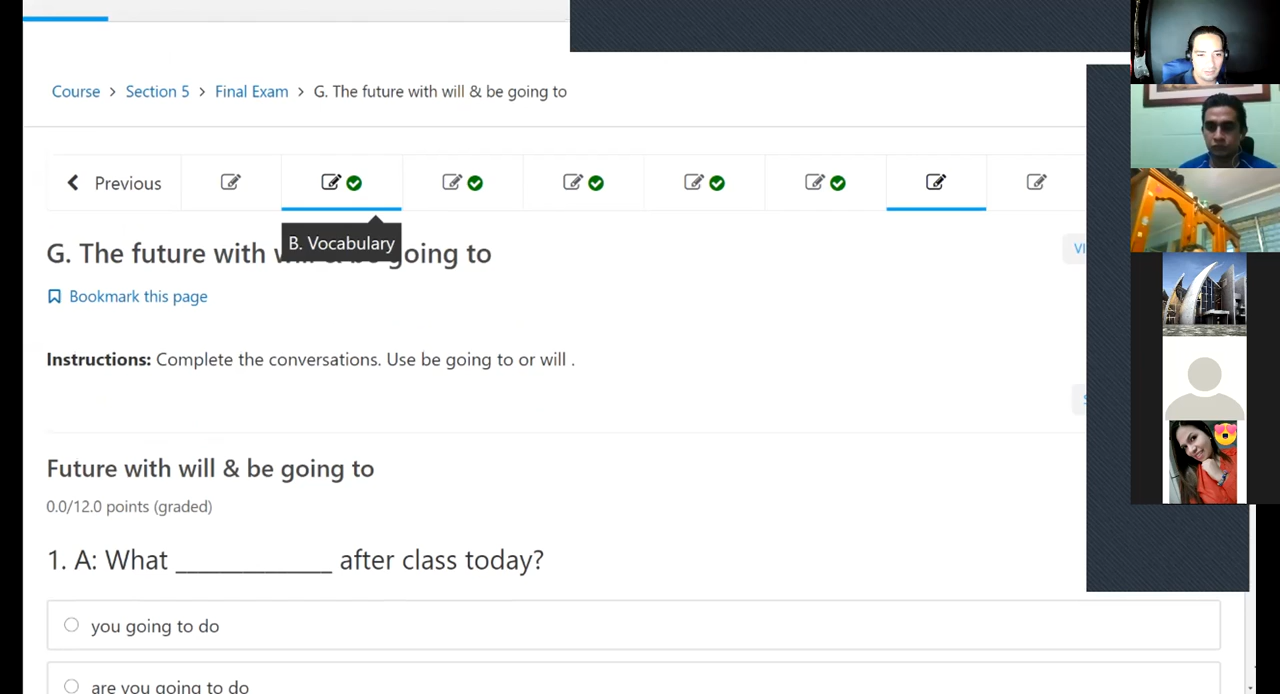 Course > Section 5 > Final Exam > G. The future with will & be going to
Previous
B. Vocabulary
G. The future with going to
Bookmark this page
Instructions: Complete the conversations. Use be going to or will .
Future with will & be going to
0.0/12.0 points (graded)
1. A: What _____________ after class today?
you going to do
are you going to do